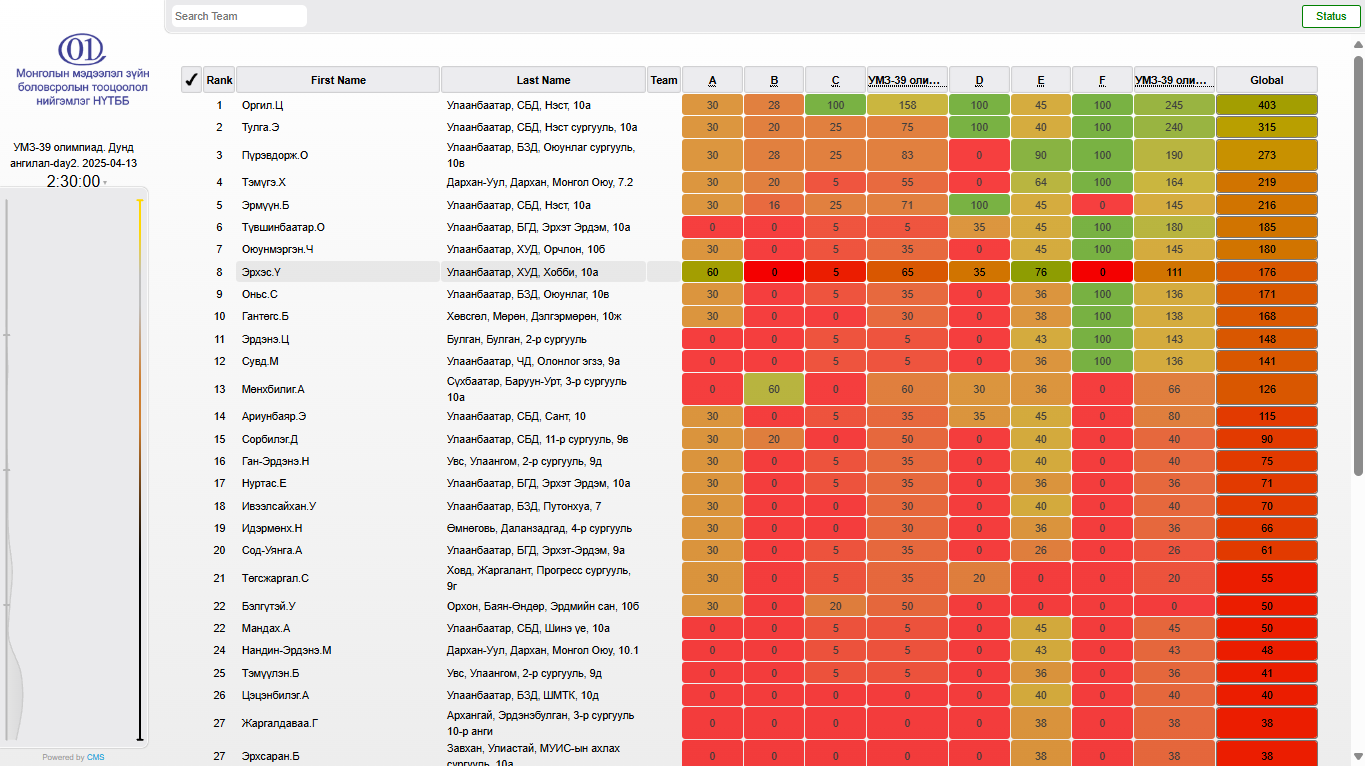 Search Team
Status
01
Монголын мэдээлэл зүйн
боловсролын тооцоолол
нийгэмлэг НҮТББ
УМЗ-39 олимпиад. Дунд
ангилал-day2. 2025-04-13
2:30:00
✓ Rank First Name Last Name Team A B C УМЗ-39 оли... D E F УМЗ-39 оли... Global
1 Оргил.Ц Улаанбаатар, СБД, Нэст, 10а 30 28 100 158 100 45 100 245 403
2 Тулга.Э Улаанбаатар, СБД, Нэст сургууль, 10а 30 20 25 75 100 40 100 240 315
3 Пүрэвдорж.О Улаанбаатар, БЗД, Оюунлаг сургууль, 30 28 25 83 0 90 100 190 273
10в
4 Тэмүгэ.Х Дархан-Уул, Дархан, Монгол Оюу, 7.2 30 20 5 55 0 64 100 164 219
5 Эрмүүн.Б Улаанбаатар, СБД, Нэст, 10а 30 16 25 71 100 45 0 145 216
6 Түвшинбаатар.О Улаанбаатар, БГД, Эрхэт Эрдэм, 10а 0 0 5 5 35 45 100 180 185
7 Оюунмэргэн.Ч Улаанбаатар, ХУД, Орчлон, 10б 30 0 5 35 0 45 100 145 180
8 Эрхэс.Ү Улаанбаатар, ХУД, Хобби, 10а 60 0 5 65 35 76 0 111 176
9 Оньс.С Улаанбаатар, БЗД, Оюунлаг, 10в 30 0 5 35 0 36 100 136 171
10 Гантөгс.Б Хөвсгөл, Мөрөн, Дэлгэрмөрөн, 10ж 30 0 0 30 0 38 100 138 168
11 Эрдэнэ.Ц Булган, Булган, 2-р сургууль 0 0 5 5 0 43 100 143 148
12 Сувд.М Улаанбаатар, ЧД, Олонлог эгзэ, 9а 0 0 5 5 0 36 100 136 141
13 Мөнхбилиг.А Сүхбаатар, Баруун-Урт, 3-р сургууль 0 60 0 60 30 36 0 66 126
10а
14 Ариунбаяр.Э Улаанбаатар, СБД, Сант, 10 30 0 5 35 35 45 0 80 115
15 Сорбилэг.Д Улаанбаатар, СБД, 11-р сургууль, 9в 30 20 0 50 0 40 0 40 90
16 Ган-Эрдэнэ.Н Увс, Улаангом, 2-р сургууль, 9д 30 0 5 35 0 40 0 40 75
17 Нуртас.Е Улаанбаатар, БГД, Эрхэт Эрдэм, 10а 30 0 5 35 0 36 0 36 71
18 Ивээлсайхан.У Улаанбаатар, БЗД, Путонхуа, 7 30 0 0 30 0 40 0 40 70
19 Идэрмөнх.Н Өмнөговь, Даланзадгад, 4-р сургууль 30 0 0 30 0 36 0 36 66
20 Сод-Уянга.А Улаанбаатар, БГД, Эрхэт-Эрдэм, 9а 30 0 5 35 0 26 0 26 61
21 Төгсжаргал.С Ховд, Жаргалант, Прогресс сургууль, 30 0 5 35 20 0 0 20 55
9г
22 Бэлгүтэй.У Орхон, Баян-Өндөр, Эрдмийн сан, 10б 30 0 20 50 0 0 0 0 50
22 Мандах.А Улаанбаатар, СБД, Шинэ үе, 10а 0 0 5 5 0 45 0 45 50
24 Нандин-Эрдэнэ.М Дархан-Уул, Дархан, Монгол Оюу, 10.1 0 0 5 5 0 43 0 43 48
25 Тэмүүлэн.Б Увс, Улаангом, 2-р сургууль, 9д 0 0 5 5 0 36 0 36 41
26 Цэцэнбилэг.А Улаанбаатар, БЗД, ШМТК, 10д 0 0 0 0 0 40 0 40 40
27 Жаргалдаваа.Г Архангай, Эрдэнэбулган, 3-р сургууль 0 0 0 0 0 38 0 38 38
10-р анги
27 Эрхсаран.Б Завхан, Улиастай, МУИС-ын ахлах 0 0 0 0 0 38 0 38 38
сургууль, 10а
Powered by CMS